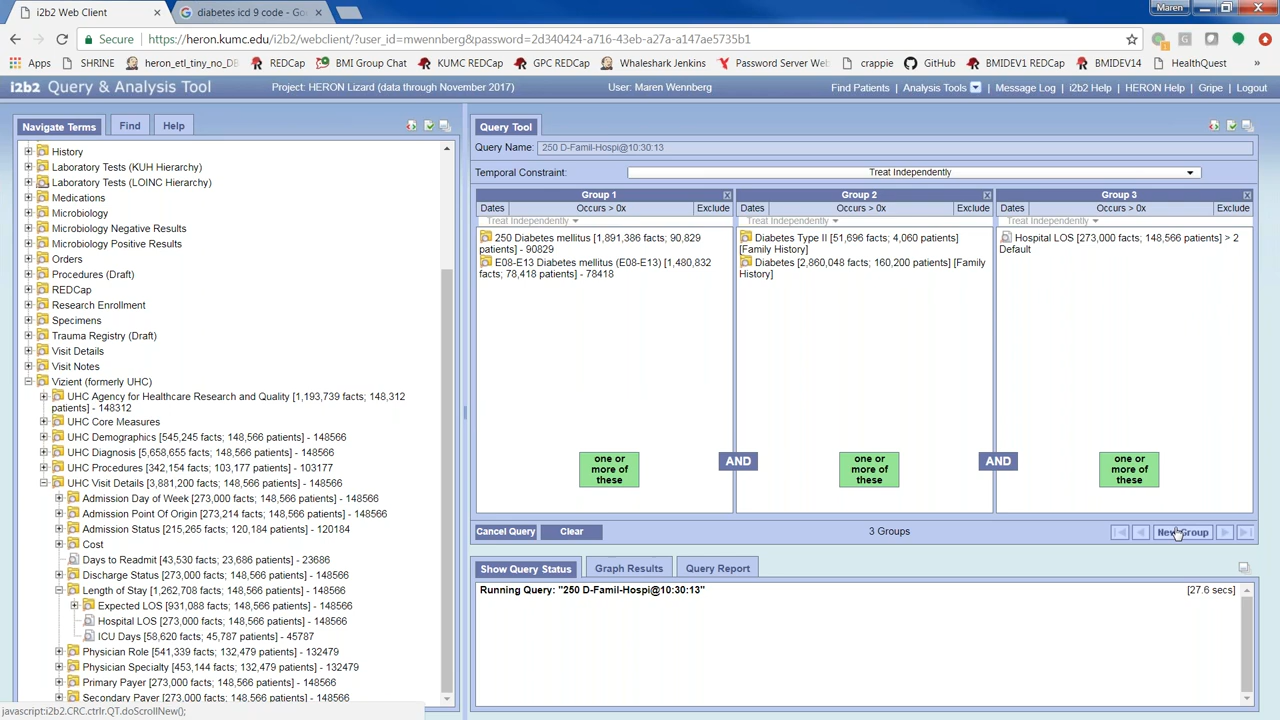 i2b2 Web Client
diabetes icd 9 code - Goo
Maren
Secure
https://heron.kumc.edu/i2b2/webclient/?user_id=mwennberg&password=2d340424-a716-43eb-a27a-a147ae5735b1
Apps SHRINE heron_etl_tiny_no_DB REDCap BMI Group Chat KUMC REDCap GPC REDCap Whaleshark Jenkins Password Server Web crappie GitHub BMIDEV1 REDCap BMIDEV14 HealthQuest »
i2b2 Query & Analysis Tool
Project: HERON Lizard (data through November 2017)
User: Maren Wennberg
Find Patients | Analysis Tools | Message Log | i2b2 Help | HERON Help | Gripe | Logout
Navigate Terms Find Help
History
Laboratory Tests (KUH Hierarchy)
Laboratory Tests (LOINC Hierarchy)
Medications
Microbiology
Microbiology Negative Results
Microbiology Positive Results
Orders
Procedures (Draft)
REDCap
Research Enrollment
Specimens
Trauma Registry (Draft)
Visit Details
Visit Notes
Vizient (formerly UHC)
UHC Agency for Healthcare Research and Quality [1,193,739 facts; 148,312
patients] - 148312
UHC Core Measures
UHC Demographics [545,245 facts; 148,566 patients] - 148566
UHC Diagnosis [5,658,655 facts; 148,566 patients] - 148566
UHC Procedures [342,154 facts; 103,177 patients] - 103177
UHC Visit Details [3,881,200 facts; 148,566 patients] - 148566
Admission Day of Week [273,000 facts; 148,566 patients] - 148566
Admission Point Of Origin [273,214 facts; 148,566 patients] - 148566
Admission Status [215,265 facts; 120,184 patients] - 120184
Cost
Days to Readmit [43,530 facts; 23,686 patients] - 23686
Discharge Status [273,000 facts; 148,566 patients] - 148566
Length of Stay [1,262,708 facts; 148,566 patients] - 148566
Expected LOS [931,088 facts; 148,566 patients] - 148566
Hospital LOS [273,000 facts; 148,566 patients] - 148566
ICU Days [58,620 facts; 45,787 patients] - 45787
Physician Role [541,339 facts; 132,479 patients] - 132479
Physician Specialty [453,144 facts; 132,479 patients] - 132479
Primary Payer [273,000 facts; 148,566 patients] - 148566
Secondary Payer [273,000 facts; 148,566 patients] - 148566
javascript:i2b2.CRC.ctrlr.QT.doScrollNew();
Query Tool
Query Name: 250 D-Famil-Hospi@10:30:13
Temporal Constraint: Treat Independently
Group 1
Dates Occurs > 0x Exclude
Treat Independently
250 Diabetes mellitus [1,891,386 facts; 90,829
patients] - 90829
E08-E13 Diabetes mellitus (E08-E13) [1,480,832
facts; 78,418 patients] - 78418
one or
more of
these
AND
Group 2
Dates Occurs > 0x Exclude
Treat Independently
Diabetes Type II [51,696 facts; 4,060 patients]
[Family History]
Diabetes [2,860,048 facts; 160,200 patients] [Family
History]
one or
more of
these
AND
Group 3
Dates Occurs > 0x Exclude
Treat Independently
Hospital LOS [273,000 facts; 148,566 patients] > 2
Default
one or
more of
these
Cancel Query Clear 3 Groups New Group
Show Query Status Graph Results Query Report
Running Query: "250 D-Famil-Hospi@10:30:13" [27.6 secs]